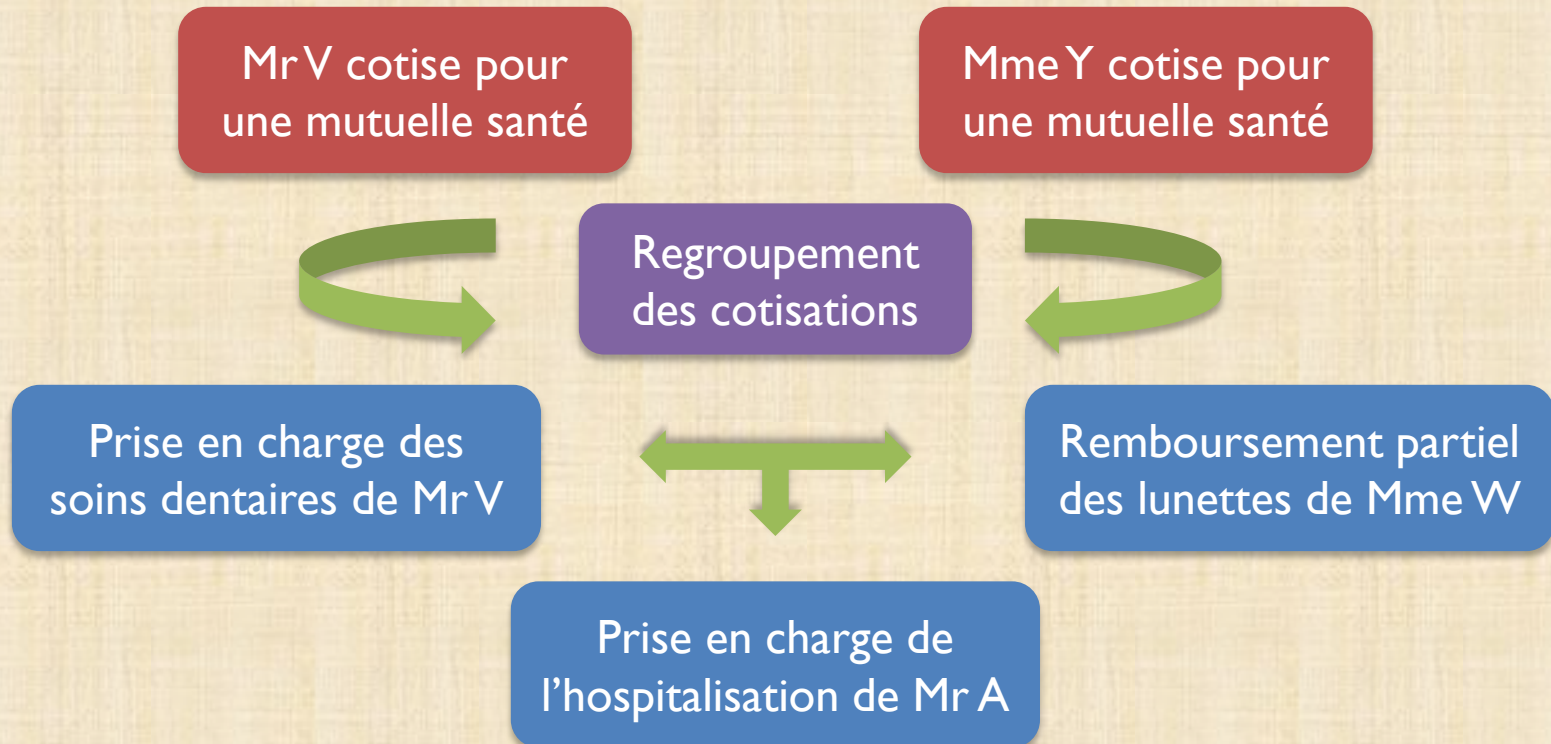 Mr V cotise pour
une mutuelle santé
Mme Y cotise pour
une mutuelle santé
Regroupement
des cotisations
Prise en charge des
soins dentaires de Mr V
Remboursement partiel
des lunettes de Mme W
Prise en charge de
l’hospitalisation de Mr A